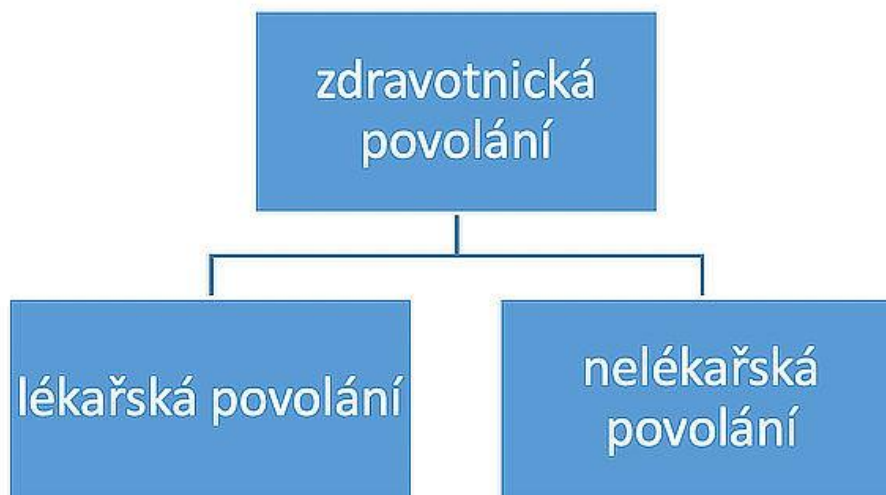 zdravotnická
povolání
lékařská povolání
nelékařská
povolání